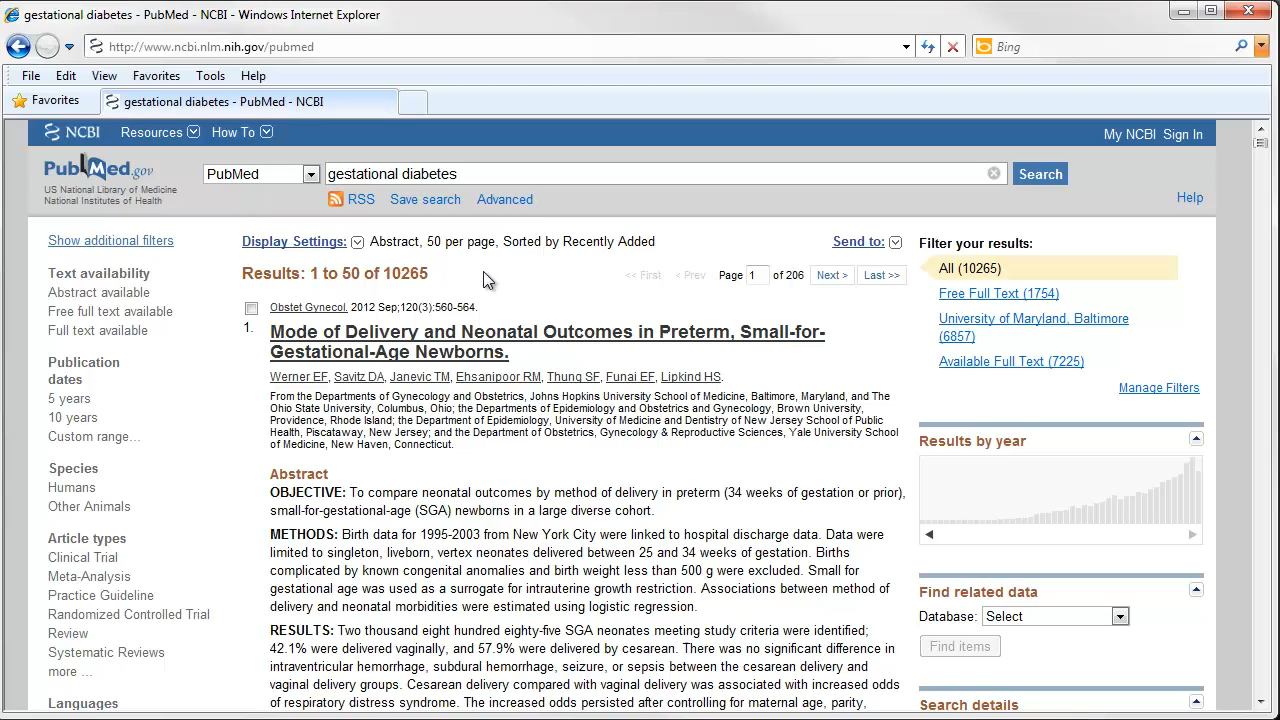 gestational diabetes - PubMed - NCBI - Windows Internet Explorer
http://www.ncbi.nlm.nih.gov/pubmed
Bing
File Edit View Favorites Tools Help
Favorites
gestational diabetes - PubMed - NCBI
NCBI Resources How To
My NCBI Sign In
PubMed.gov
US National Library of Medicine
National Institutes of Health
PubMed
gestational diabetes
Search
RSS Save search Advanced
Help
Show additional filters
Text availability
Abstract available
Free full text available
Full text available
Publication
dates
5 years
10 years
Custom range...
Species
Humans
Other Animals
Article types
Clinical Trial
Meta-Analysis
Practice Guideline
Randomized Controlled Trial
Review
Systematic Reviews
more ...
Languages
Display Settings: Abstract, 50 per page, Sorted by Recently Added
Send to:
Results: 1 to 50 of 10265
<< First < Prev Page 1 of 206 Next > Last >>
Obstet Gynecol. 2012 Sep;120(3):560-564.
1. Mode of Delivery and Neonatal Outcomes in Preterm, Small-for-
Gestational-Age Newborns.
Werner EF, Savitz DA, Janevic TM, Ehsanipoor RM, Thung SF, Funai EF, Lipkind HS.
From the Departments of Gynecology and Obstetrics, Johns Hopkins University School of Medicine, Baltimore, Maryland, and The
Ohio State University, Columbus, Ohio; the Departments of Epidemiology and Obstetrics and Gynecology, Brown University,
Providence, Rhode Island; the Department of Epidemiology, University of Medicine and Dentistry of New Jersey School of Public
Health, Piscataway, New Jersey; and the Department of Obstetrics, Gynecology & Reproductive Sciences, Yale University School
of Medicine, New Haven, Connecticut.
Abstract
OBJECTIVE: To compare neonatal outcomes by method of delivery in preterm (34 weeks of gestation or prior),
small-for-gestational-age (SGA) newborns in a large diverse cohort.
METHODS: Birth data for 1995-2003 from New York City were linked to hospital discharge data. Data were
limited to singleton, liveborn, vertex neonates delivered between 25 and 34 weeks of gestation. Births
complicated by known congenital anomalies and birth weight less than 500 g were excluded. Small for
gestational age was used as a surrogate for intrauterine growth restriction. Associations between method of
delivery and neonatal morbidities were estimated using logistic regression.
RESULTS: Two thousand eight hundred eighty-five SGA neonates meeting study criteria were identified;
42.1% were delivered vaginally, and 57.9% were delivered by cesarean. There was no significant difference in
intraventricular hemorrhage, subdural hemorrhage, seizure, or sepsis between the cesarean delivery and
vaginal delivery groups. Cesarean delivery compared with vaginal delivery was associated with increased odds
of respiratory distress syndrome. The increased odds persisted after controlling for maternal age, parity,
Filter your results:
All (10265)
Free Full Text (1754)
University of Maryland, Baltimore
(6857)
Available Full Text (7225)
Manage Filters
Results by year
Find related data
Database: Select
Find items
Search details